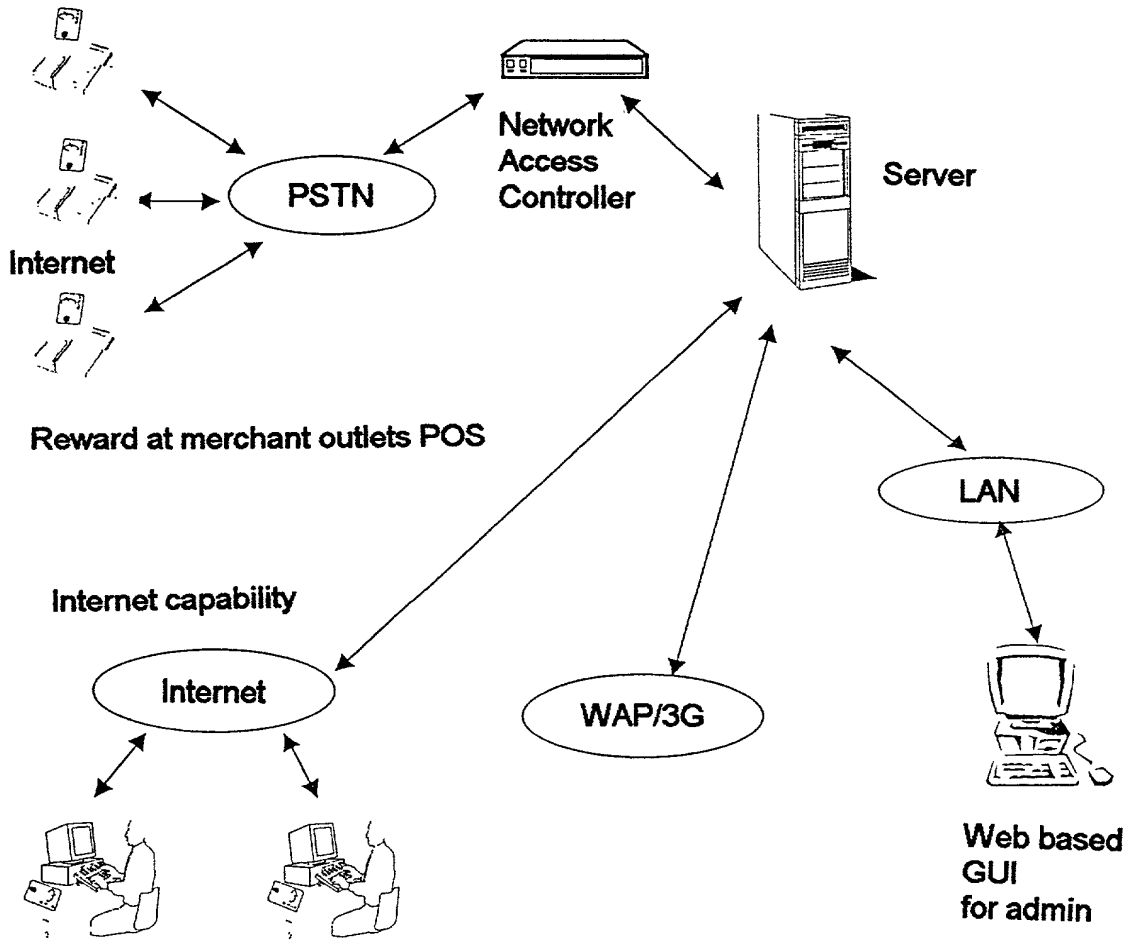 Network
Access
Controller
PSTN
Server
Internet
Reward at merchant outlets POS
LAN
Internet capability
Internet
WAP/3G
Web based
GUI
for admin